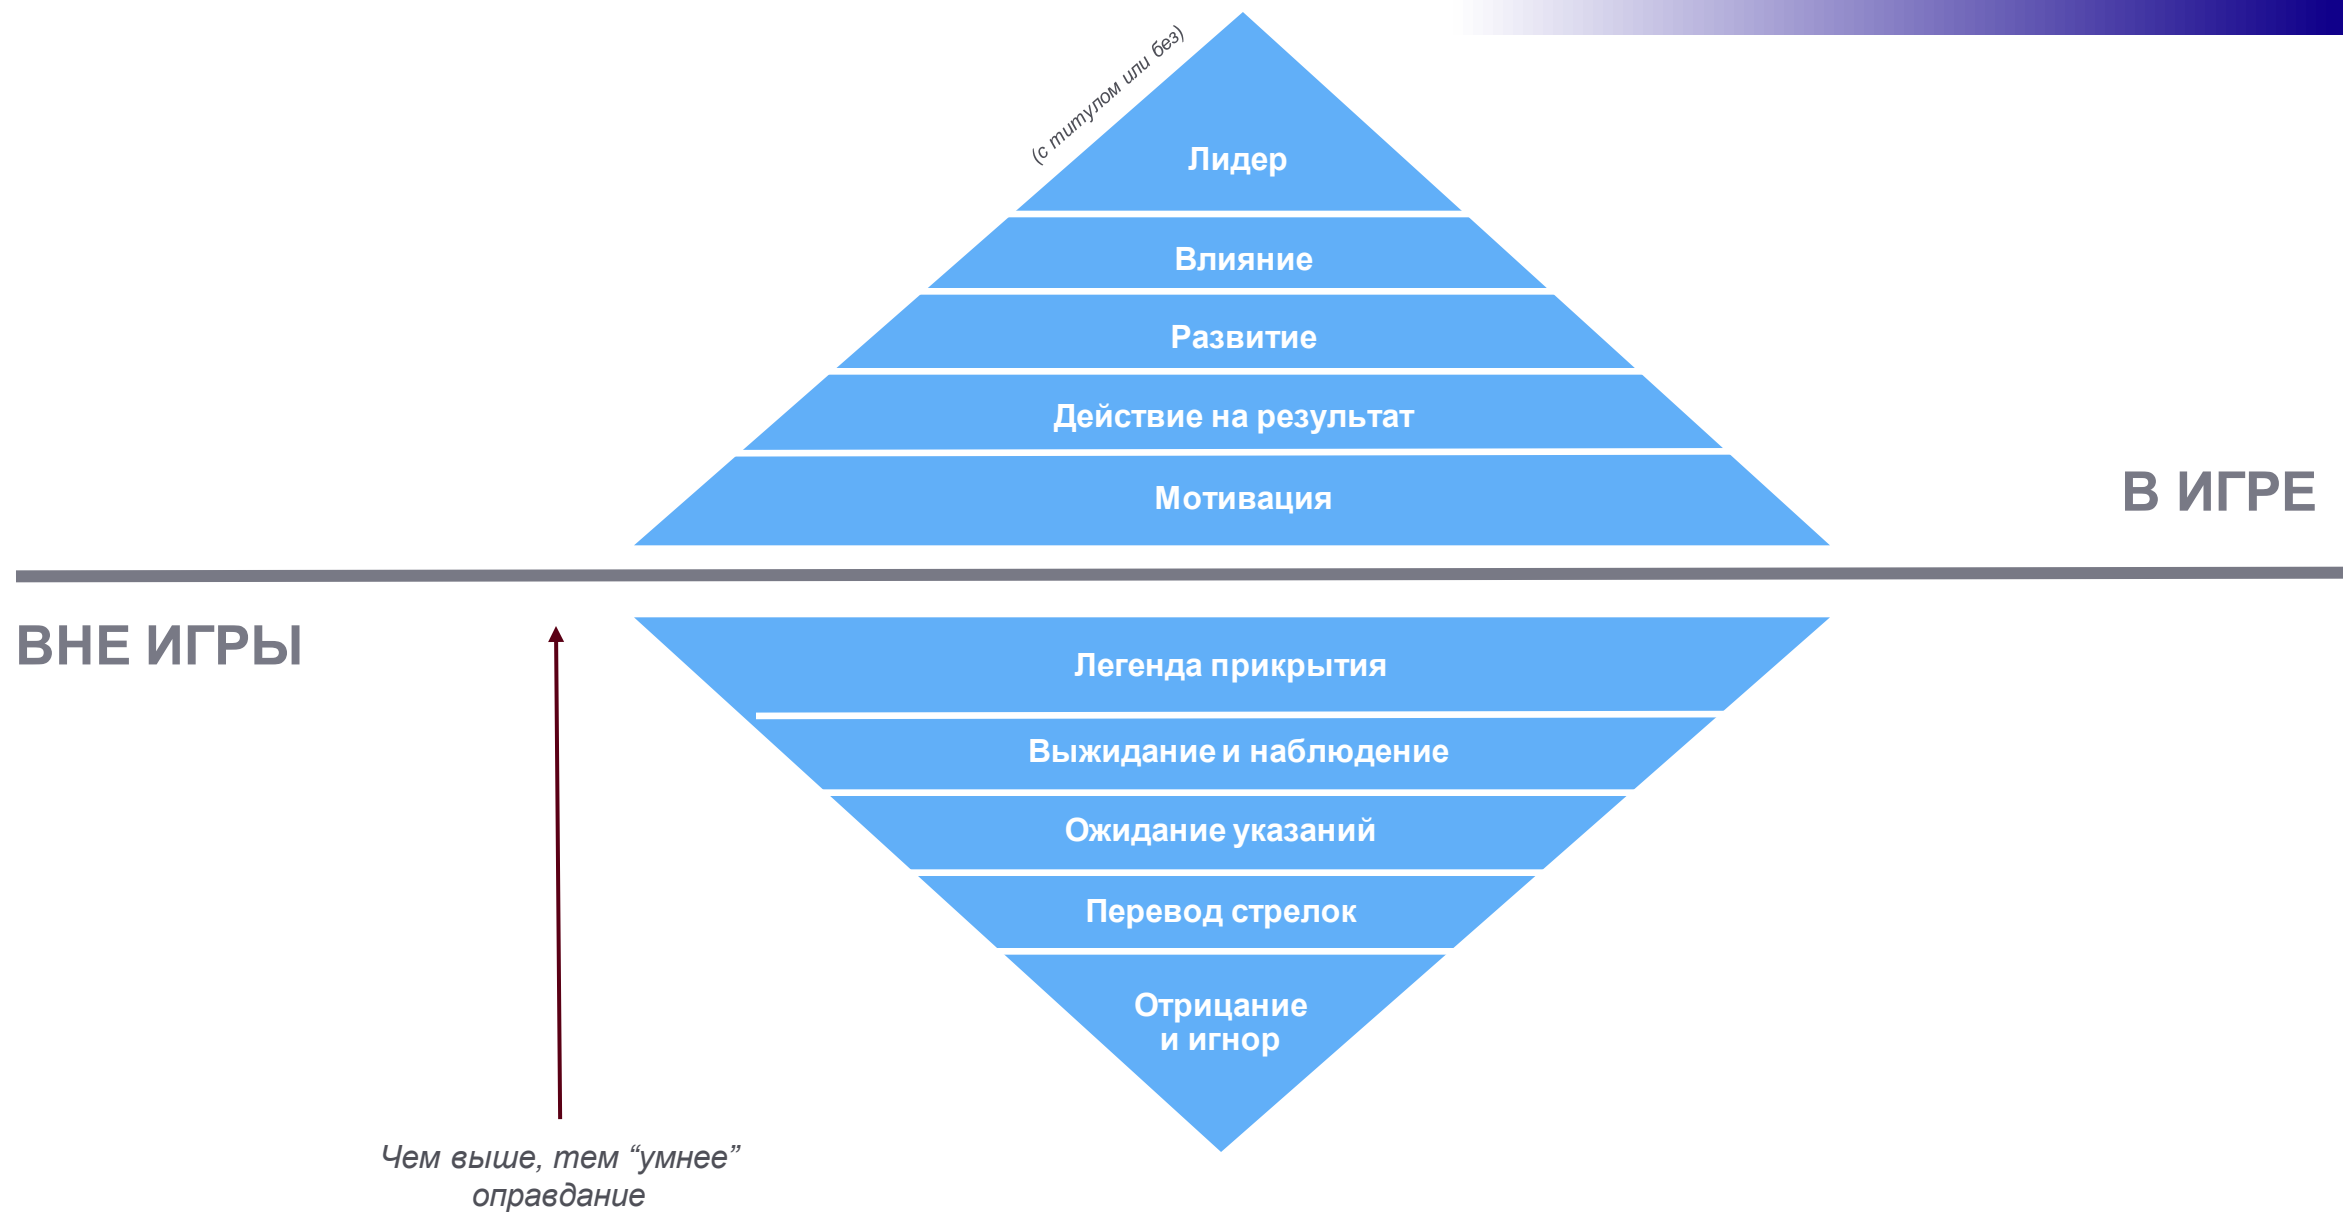 (с титулом или без)
Лидер
Влияние
Развитие
Действие на результат
Мотивация
В ИГРЕ
ВНЕ ИГРЫ
Легенда прикрытия
Выжидание и наблюдение
Ожидание указаний
Перевод стрелок
Отрицание
и игнор
Чем выше, тем “умнее”
оправдание